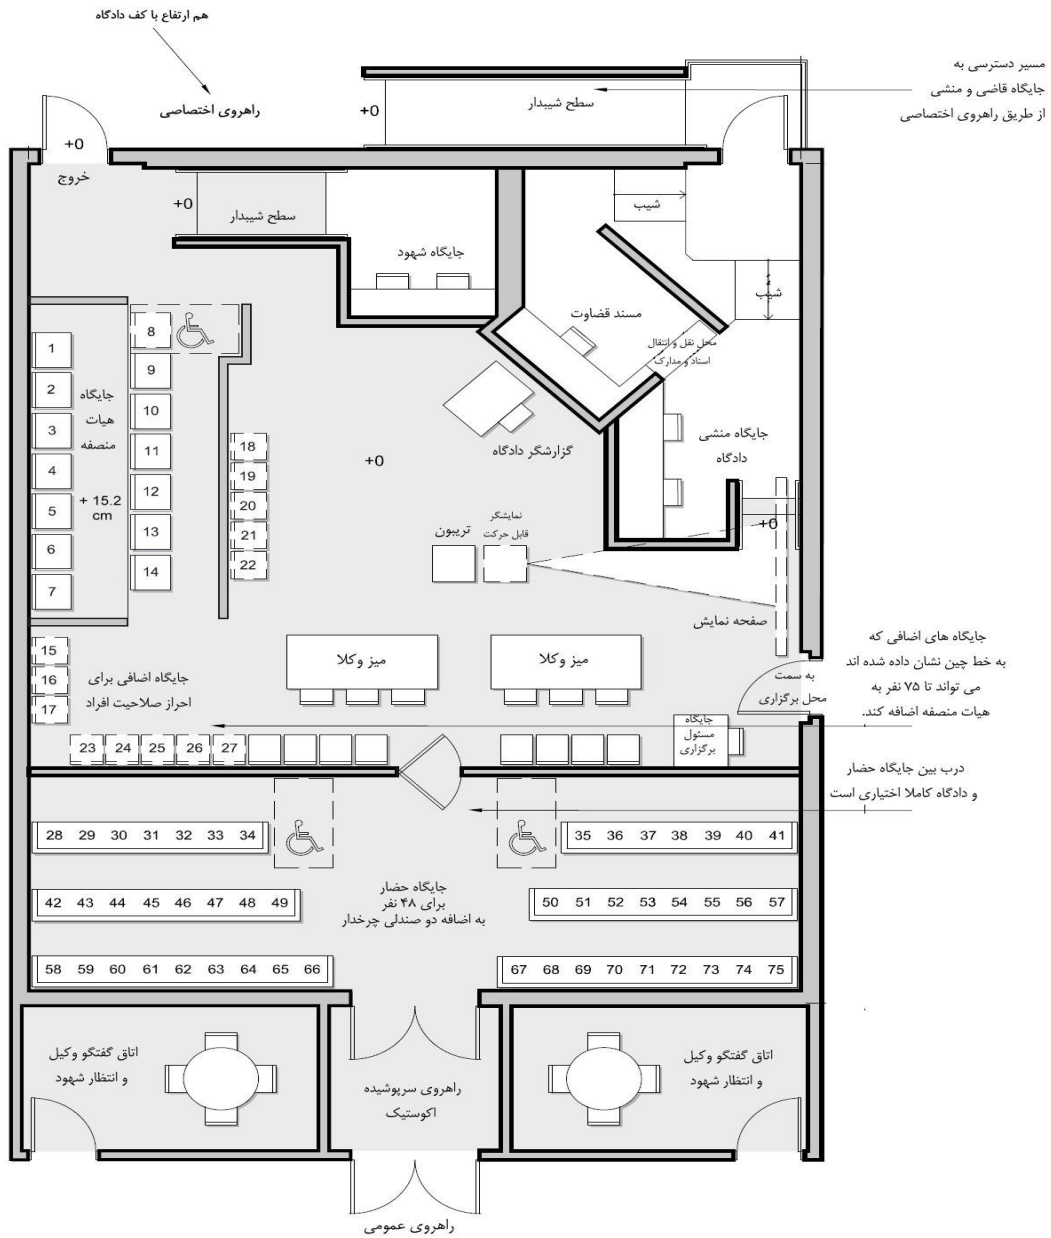 هم ارتفاع با کف دادگاه
راهروی اختصاصی
مسیر دسترسی به
جایگاه قاضی و منشی
از طریق راهروی اختصاصی
+0
سطح شیبدار
+0
خروج
+0
سطح شیبدار
شیب
جایگاه شهود
شیب
مسند قضاوت
محل نقل و انتقال
اسناد و مدارک
8
1
9
2
جایگاه
هیات
منصفه
10
3
11
4
12
5
+ 15.2
cm
13
6
14
7
18
19
20
21
22
+0
گزارشگر دادگاه
جایگاه منشی
دادگاه
تریبون
نمایشگر
قابل حرکت
+0
صفحه نمایش
15
16
17
جایگاه اضافی برای
احراز صلاحیت افراد
میز وکلا
میز وکلا
به سمت
محل برگزاری
جایگاه های اضافی که
به خط چین نشان داده شده اند
می تواند تا ۷۵ نفر به
هیات منصفه اضافه کند.
جایگاه
مسئول
برگزاری
23 24 25 26 27
درب بین جایگاه حضار
و دادگاه کاملا اختیاری است
28 29 30 31 32 33 34
35 36 37 38 39 40 41
42 43 44 45 46 47 48 49
جایگاه حضار
برای ۴۸ نفر
به اضافه دو صندلی چرخدار
50 51 52 53 54 55 56 57
58 59 60 61 62 63 64 65 66
67 68 69 70 71 72 73 74 75
اتاق گفتگو وکیل
و انتظار شهود
راهروی سرپوشیده
اکوستیک
اتاق گفتگو وکیل
و انتظار شهود
راهروی عمومی